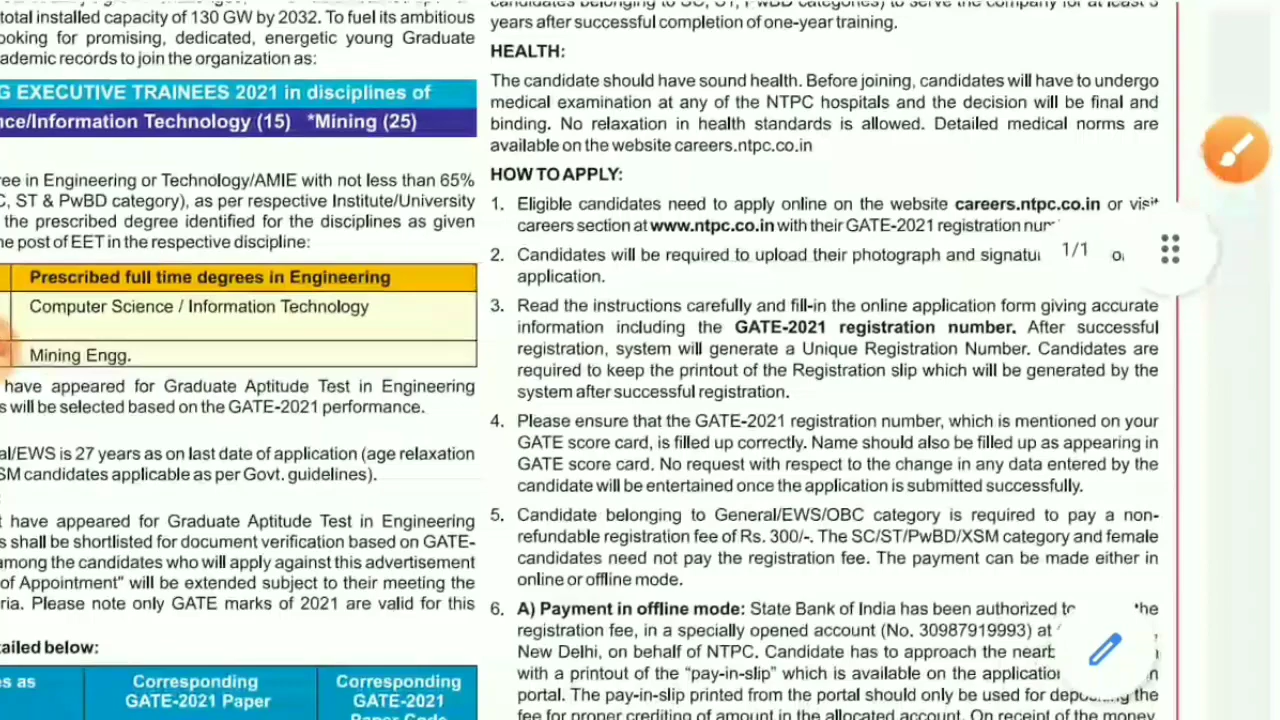 total installed capacity of 130 GW by 2032. To fuel its ambitious
ooking for promising, dedicated, energetic young Graduate
ademic records to join the organization as:
G EXECUTIVE TRAINEES 2021 in disciplines of
nce/Information Technology (15) *Mining (25)
ree in Engineering or Technology/AMIE with not less than 65%
C, ST & PwBD category), as per respective Institute/University
the prescribed degree identified for the disciplines as given
he post of EET in the respective discipline:
Prescribed full time degrees in Engineering
Computer Science / Information Technology
Mining Engg.
have appeared for Graduate Aptitude Test in Engineering
s will be selected based on the GATE-2021 performance.
al/EWS is 27 years as on last date of application (age relaxation
SM candidates applicable as per Govt. guidelines).
t have appeared for Graduate Aptitude Test in Engineering
s shall be shortlisted for document verification based on GATE-
among the candidates who will apply against this advertisement
of Appointment" will be extended subject to their meeting the
ria. Please note only GATE marks of 2021 are valid for this
tailed below:
es as
Corresponding
GATE-2021 Paper
Corresponding
GATE-2021
Paper Code
candidates belonging to SC, ST, PwBD categories) to serve the company for at least 3
years after successful completion of one-year training.
HEALTH:
The candidate should have sound health. Before joining, candidates will have to undergo
medical examination at any of the NTPC hospitals and the decision will be final and
binding. No relaxation in health standards is allowed. Detailed medical norms are
available on the website careers.ntpc.co.in
HOW TO APPLY:
1. Eligible candidates need to apply online on the website careers.ntpc.co.in or visit
careers section at www.ntpc.co.in with their GATE-2021 registration num
2. Candidates will be required to upload their photograph and signatu
application.
1/1
3. Read the instructions carefully and fill-in the online application form giving accurate
information including the GATE-2021 registration number. After successful
registration, system will generate a Unique Registration Number. Candidates are
required to keep the printout of the Registration slip which will be generated by the
system after successful registration.
4. Please ensure that the GATE-2021 registration number, which is mentioned on your
GATE score card, is filled up correctly. Name should also be filled up as appearing in
GATE score card. No request with respect to the change in any data entered by the
candidate will be entertained once the application is submitted successfully.
5. Candidate belonging to General/EWS/OBC category is required to pay a non-
refundable registration fee of Rs. 300/-. The SC/ST/PwBD/XSM category and female
candidates need not pay the registration fee. The payment can be made either in
online or offline mode.
6. A) Payment in offline mode: State Bank of India has been authorized to the
registration fee, in a specially opened account (No. 30987919993) at
New Delhi, on behalf of NTPC. Candidate has to approach the nearb
with a printout of the "pay-in-slip" which is available on the application
portal. The pay-in-slip printed from the portal should only be used for the
fee for proper crediting of amount in the allocated account. On receipt of the money